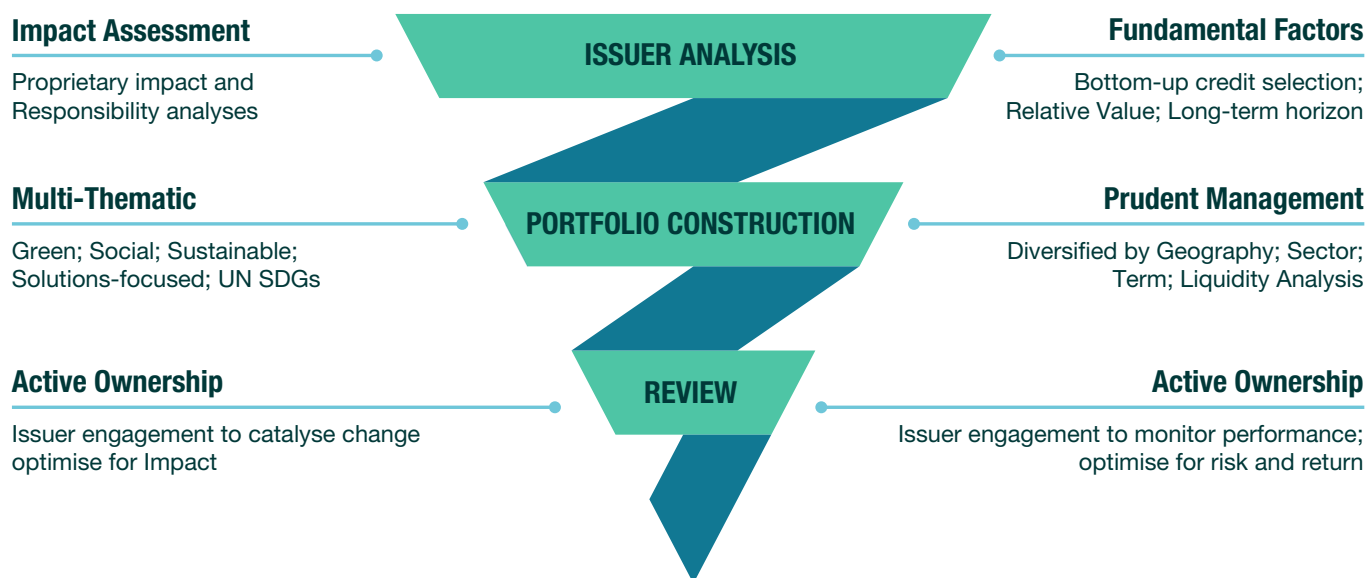 Impact Assessment
Proprietary impact and
Responsibility analyses
ISSUER ANALYSIS
Fundamental Factors
Bottom-up credit selection;
Relative Value; Long-term horizon
Multi-Thematic
Green; Social; Sustainable;
Solutions-focused; UN SDGs
PORTFOLIO CONSTRUCTION
Prudent Management
Diversified by Geography; Sector;
Term; Liquidity Analysis
Active Ownership
Issuer engagement to catalyse change
optimise for Impact
REVIEW
Active Ownership
Issuer engagement to monitor performance;
optimise for risk and return